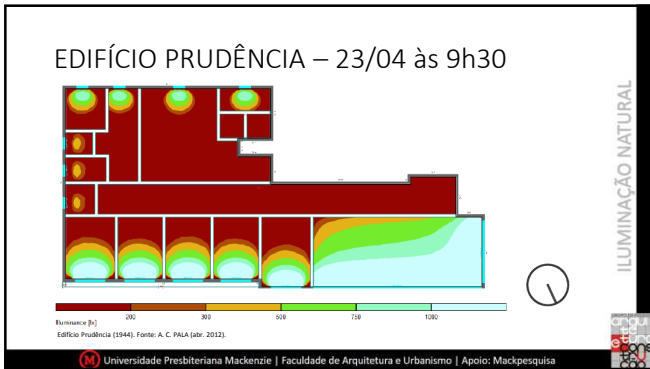 EDIFÍCIO PRUDÊNCIA – 23/04 às 9h30
ILUMINAÇÃO NATURAL
200 300 500 750 1000
Illuminance [lx]
Edifício Prudência (1944). Fonte: A. C. PALA (abr. 2012).
Universidade Presbiteriana Mackenzie | Faculdade de Arquitetura e Urbanismo | Apoio: Mackpesquisa